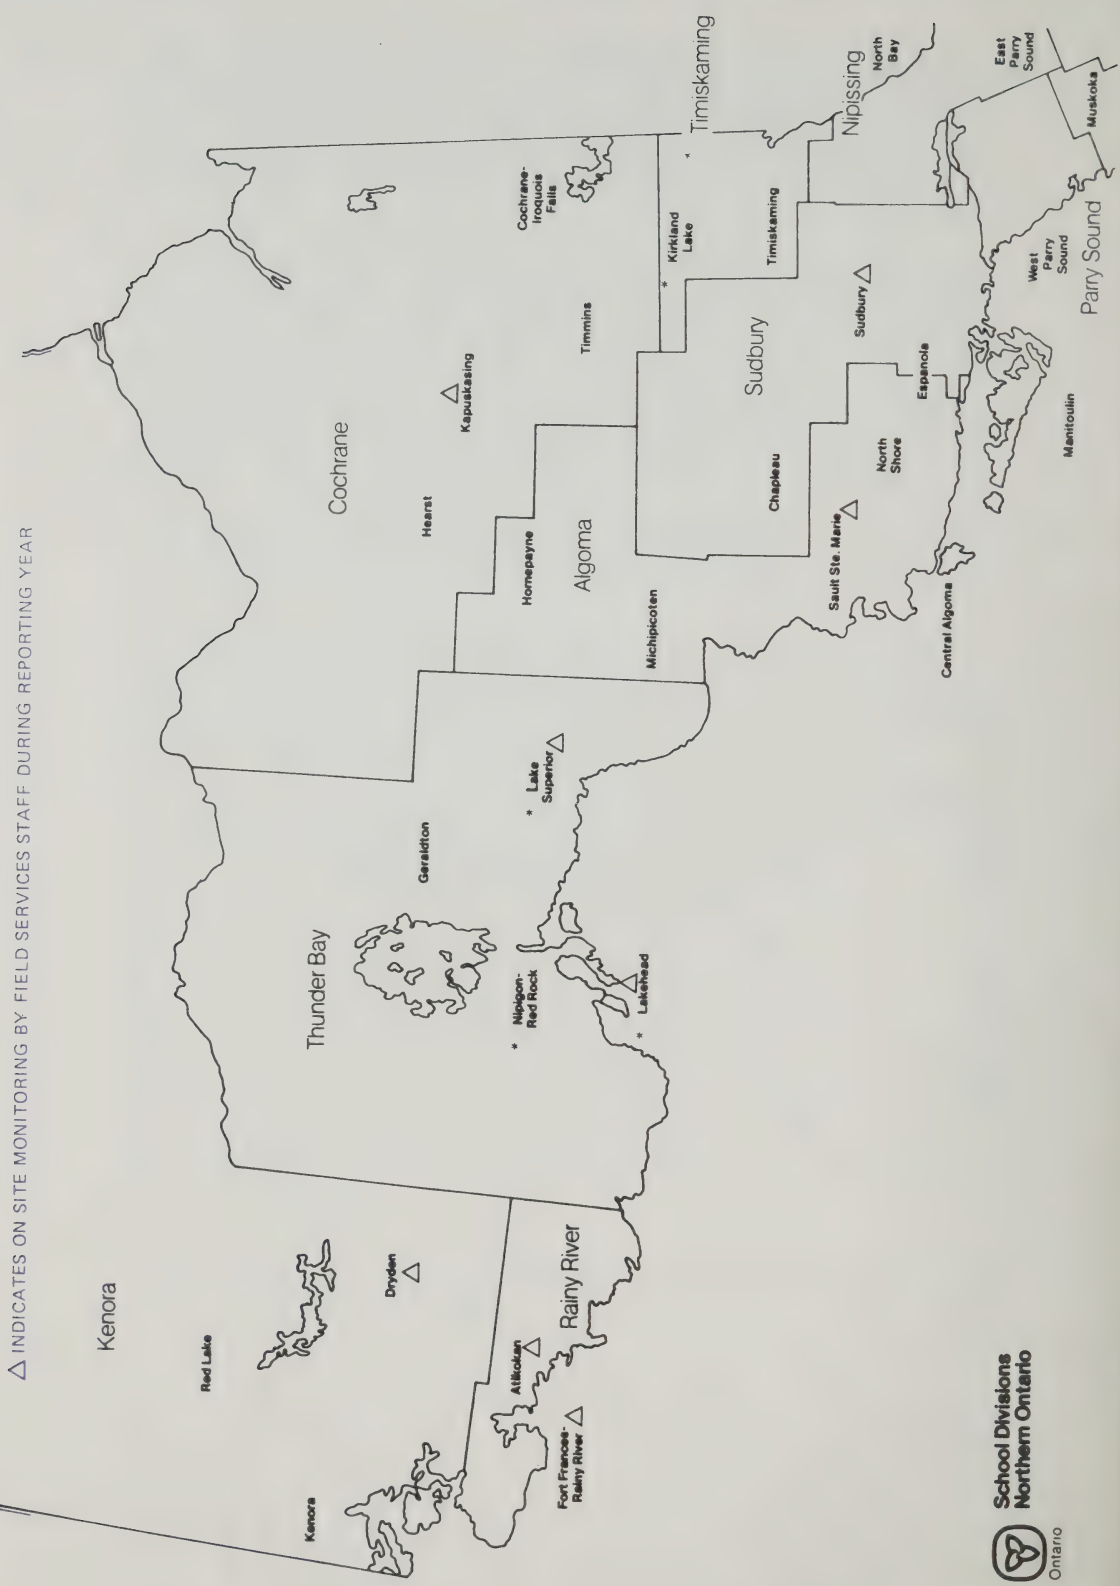 △ INDICATES ON SITE MONITORING BY FIELD SERVICES STAFF DURING REPORTING YEAR
Kenora
Red Lake
Kenora
Dryden
△
Atikokan
△
Fort Frances-
Rainy River
△
Rainy River
Thunder Bay
Geraldton
* Nipigon-
Red Rock
* Lake
Superior
△
* Lakehead
△
Cochrane
Hearst
Kapuskasing
△
Cochrane-
Iroquois
Falls
Timmins
Hornepayne
Algoma
Michipicoten
Sudbury
Chapleau
Sault Ste. Marie
△
North
Shore
Central Algoma
Espanola
Sudbury
△
Manitoulin
* Kirkland
Lake
Timiskaming
Timiskaming
Nipissing
North
Bay
East
Parry
Sound
Muskoka
West
Parry
Sound
Parry Sound
School Divisions
Northern Ontario
Ontario